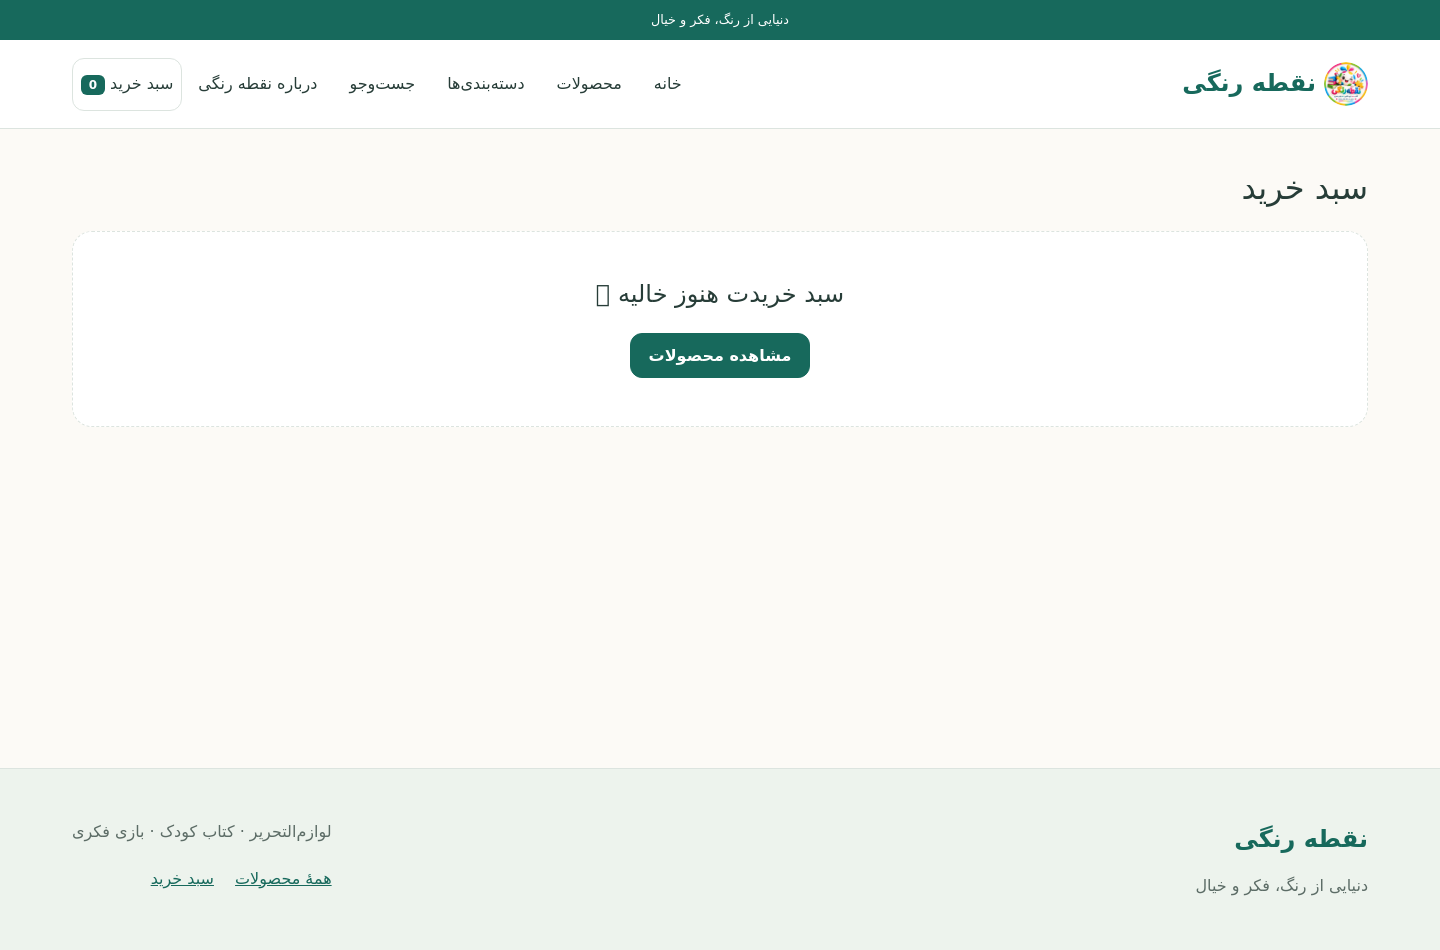 دنیایی از رنگ، فکر و خیال
نقطه رنگی
خانه
محصولات
دسته‌بندی‌ها
جست‌وجو
درباره نقطه رنگی
سبد خرید 0
سبد خرید
سبد خریدت هنوز خالیه
مشاهده محصولات
نقطه رنگی
دنیایی از رنگ، فکر و خیال
لوازم‌التحریر · کتاب کودک · بازی فکری
همهٔ محصولات سبد خرید